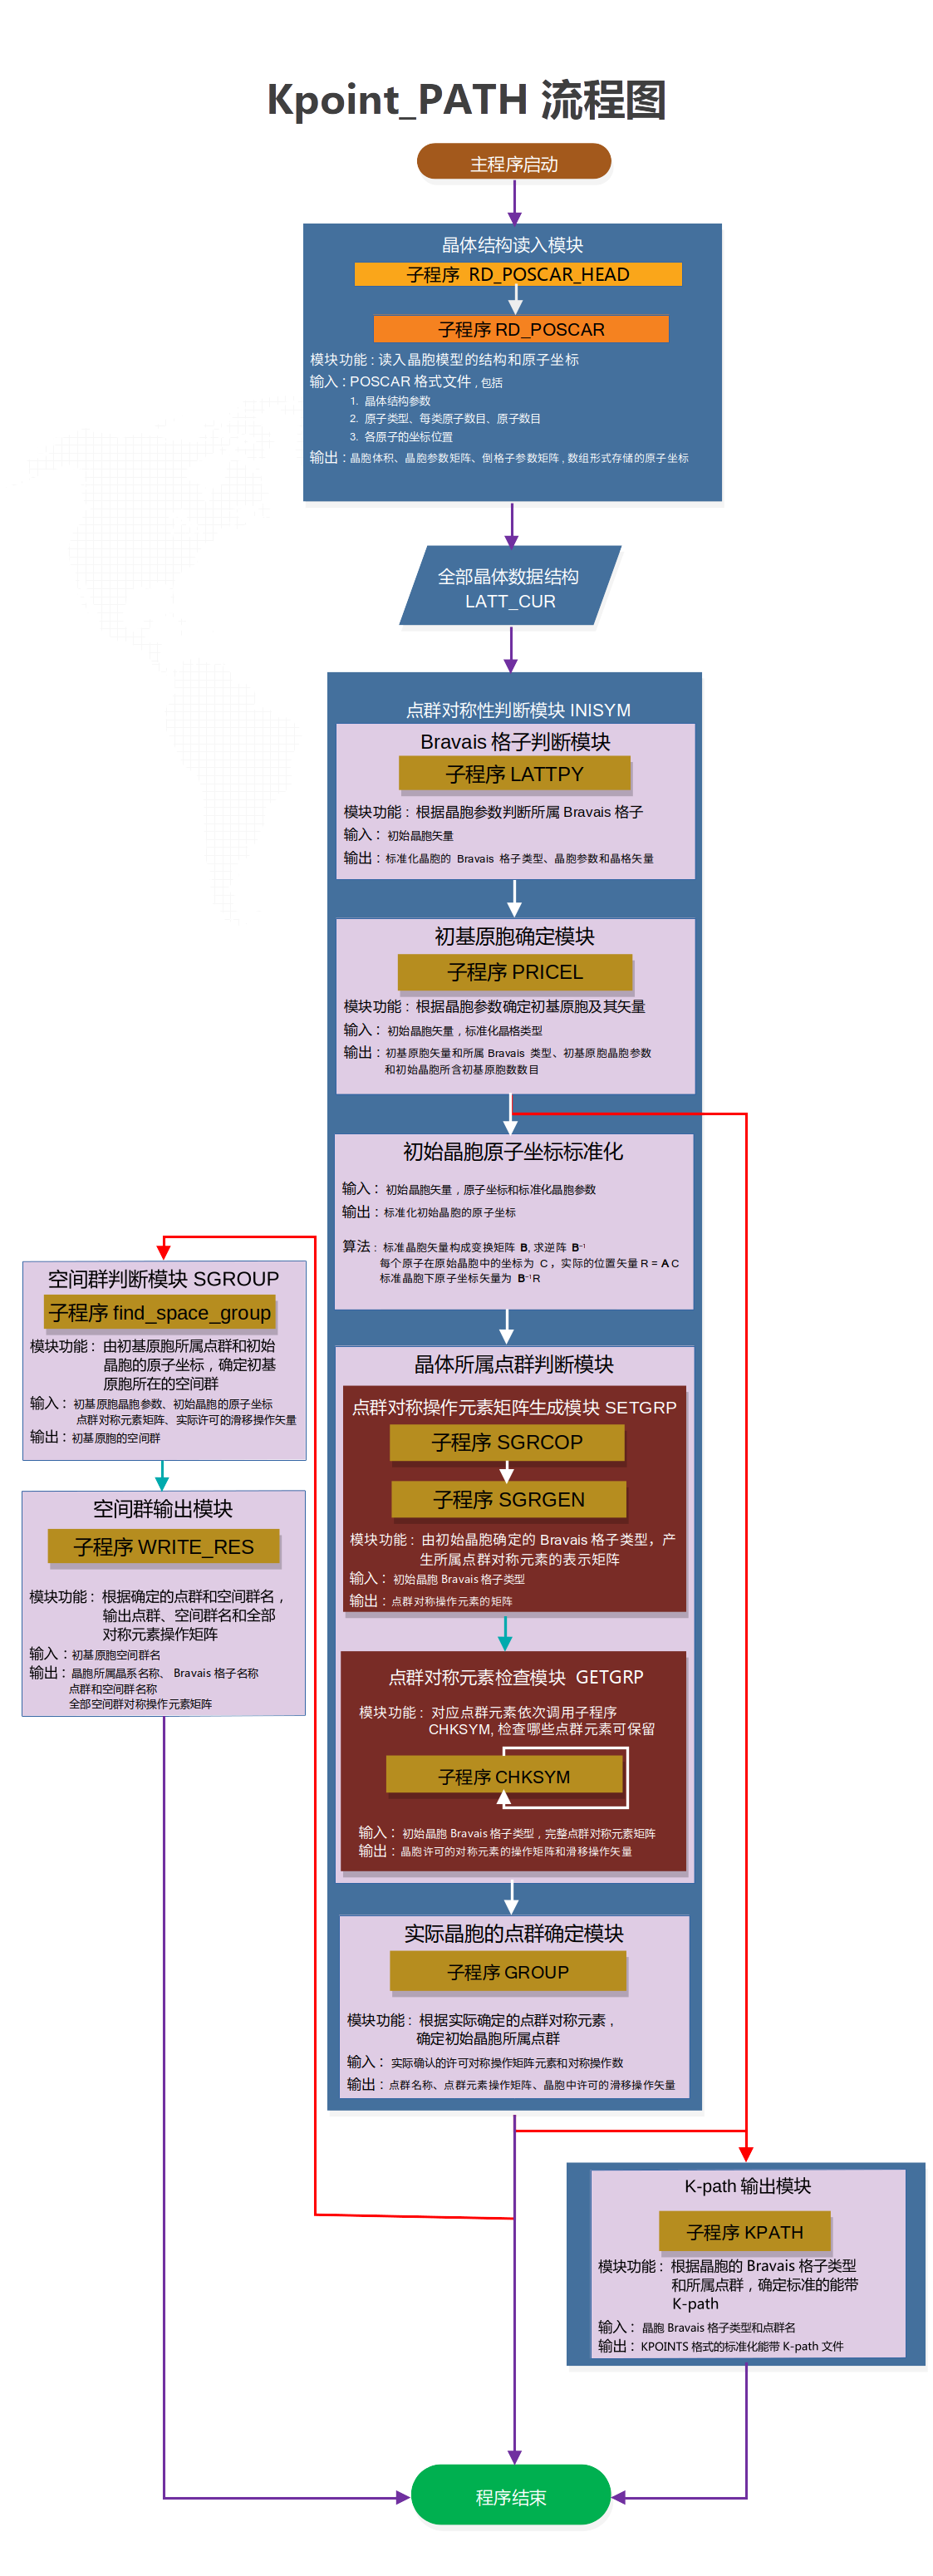 Kpoint_PATH 流程图
主程序启动
晶体结构读入模块
子程序 RD_POSCAR_HEAD
子程序 RD_POSCAR
模块功能：读入晶胞模型的结构和原子坐标
输入：POSCAR 格式文件，包括
1. 晶体结构参数
2. 原子类型、每类原子数目、原子数目
3. 各原子的坐标位置
输出：晶胞体积、晶胞参数矩阵、倒格子参数矩阵，数组形式存储的原子坐标
全部晶体数据结构
LATT_CUR
点群对称性判断模块 INISYM
Bravais 格子判断模块
子程序 LATTPY
模块功能：根据晶胞参数判断所属 Bravais 格子
输入：初始晶胞矢量
输出：标准化晶胞的 Bravais 格子类型、晶胞参数和晶格矢量
初基原胞确定模块
子程序 PRICEL
模块功能：根据晶胞参数确定初基原胞及其矢量
输入：初始晶胞矢量，标准化晶格类型
输出：初基原胞矢量和所属 Bravais 类型、初基原胞晶胞参数
和初始晶胞所含初基原胞数数目
初始晶胞原子坐标标准化
输入：初始晶胞矢量，原子坐标和标准化晶胞参数
输出：标准化初始晶胞的原子坐标
算法：标准晶胞矢量构成变换矩阵 B, 求逆阵 B⁻¹
每个原子在原始晶胞中的坐标为 C，实际的位置矢量 R = A C
标准晶胞下原子坐标矢量为 B⁻¹R
空间群判断模块 SGROUP
子程序 find_space_group
模块功能：由初基原胞所属点群和初始
晶胞的原子坐标，确定初基
原胞所在的空间群
输入：初基原胞晶胞参数、初始晶胞的原子坐标
点群对称元素矩阵、实际许可的滑移操作矢量
输出：初基原胞的空间群
空间群输出模块
子程序 WRITE_RES
模块功能：根据确定的点群和空间群名，
输出点群、空间群名和全部
对称元素操作矩阵
输入：初基原胞空间群名
输出：晶胞所属晶系名称、 Bravais 格子名称
点群和空间群名称
全部空间群对称操作元素矩阵
晶体所属点群判断模块
点群对称操作元素矩阵生成模块 SETGRP
子程序 SGRCOP
子程序 SGRGEN
模块功能：由初始晶胞确定的 Bravais 格子类型，产
生所属点群对称元素的表示矩阵
输入：初始晶胞 Bravais 格子类型
输出：点群对称操作元素的矩阵
点群对称元素检查模块 GETGRP
模块功能：对应点群元素依次调用子程序
CHKSYM, 检查哪些点群元素可保留
子程序 CHKSYM
输入：初始晶胞 Bravais 格子类型，完整点群对称元素矩阵
输出：晶胞许可的对称元素的操作矩阵和滑移操作矢量
实际晶胞的点群确定模块
子程序 GROUP
模块功能：根据实际确定的点群对称元素，
确定初始晶胞所属点群
输入：实际确认的许可对称操作矩阵元素和对称操作数
输出：点群名称、点群元素操作矩阵、晶胞中许可的滑移操作矢量
K-path 输出模块
子程序 KPATH
模块功能：根据晶胞的 Bravais 格子类型
和所属点群，确定标准的能带
K-path
输入：晶胞 Bravais 格子类型和点群名
输出：KPOINTS 格式的标准化能带 K-path 文件
程序结束